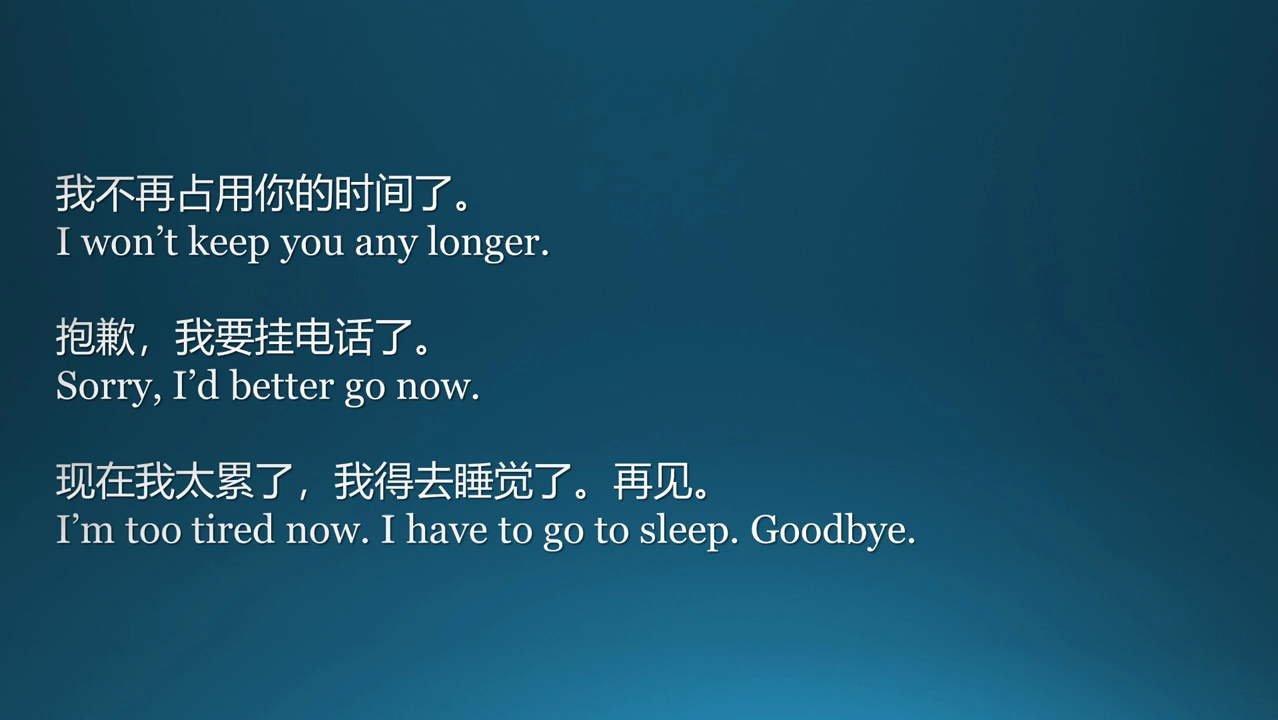 我不再占用你的时间了。
I won’t keep you any longer.
抱歉，我要挂电话了。
Sorry, I’d better go now.
现在我太累了，我得去睡觉了。再见。
I’m too tired now. I have to go to sleep. Goodbye.